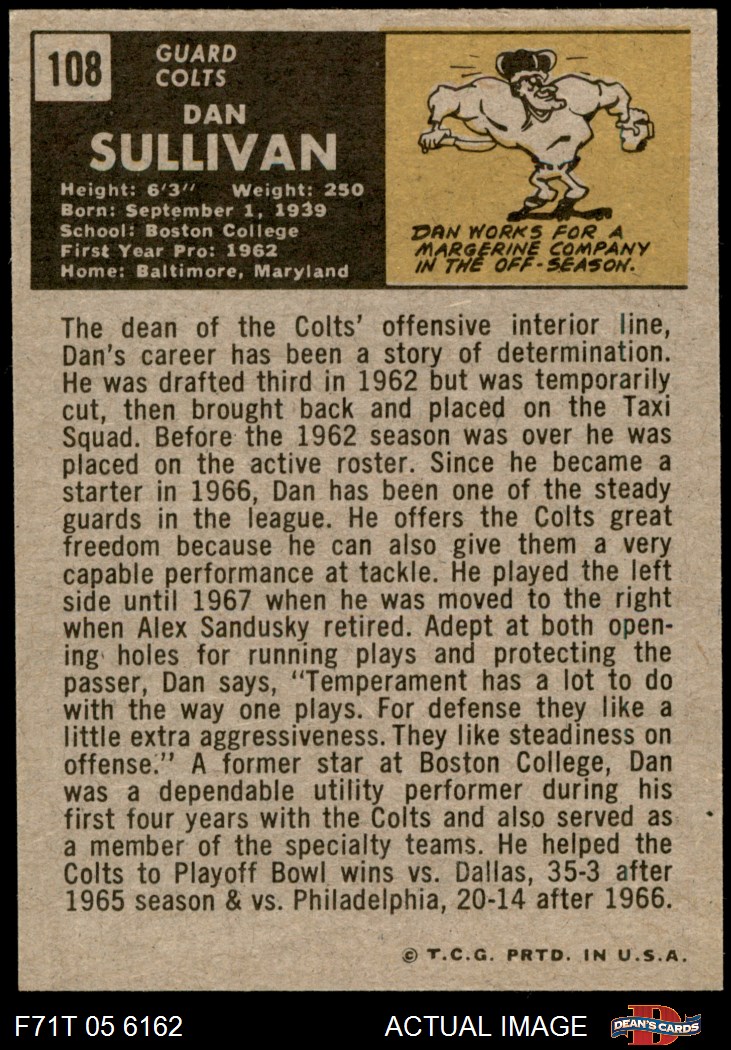 108
GUARD
COLTS
DAN
SULLIVAN
Height: 6'3" Weight: 250
Born: September 1, 1939
School: Boston College
First Year Pro: 1962
Home: Baltimore, Maryland
DAN WORKS FOR A
MARGERINE COMPANY
IN THE OFF-SEASON.
The dean of the Colts' offensive interior line,
Dan's career has been a story of determination.
He was drafted third in 1962 but was temporarily
cut, then brought back and placed on the Taxi
Squad. Before the 1962 season was over he was
placed on the active roster. Since he became a
starter in 1966, Dan has been one of the steady
guards in the league. He offers the Colts great
freedom because he can also give them a very
capable performance at tackle. He played the left
side until 1967 when he was moved to the right
when Alex Sandusky retired. Adept at both open-
ing holes for running plays and protecting the
passer, Dan says, "Temperament has a lot to do
with the way one plays. For defense they like a
little extra aggressiveness. They like steadiness on
offense." A former star at Boston College, Dan
was a dependable utility performer during his
first four years with the Colts and also served as
a member of the specialty teams. He helped the
Colts to Playoff Bowl wins vs. Dallas, 35-3 after
1965 season & vs. Philadelphia, 20-14 after 1966.
© T.C.G. PRTD. IN U.S.A.
F71T 05 6162 ACTUAL IMAGE DEAN'S CARDS